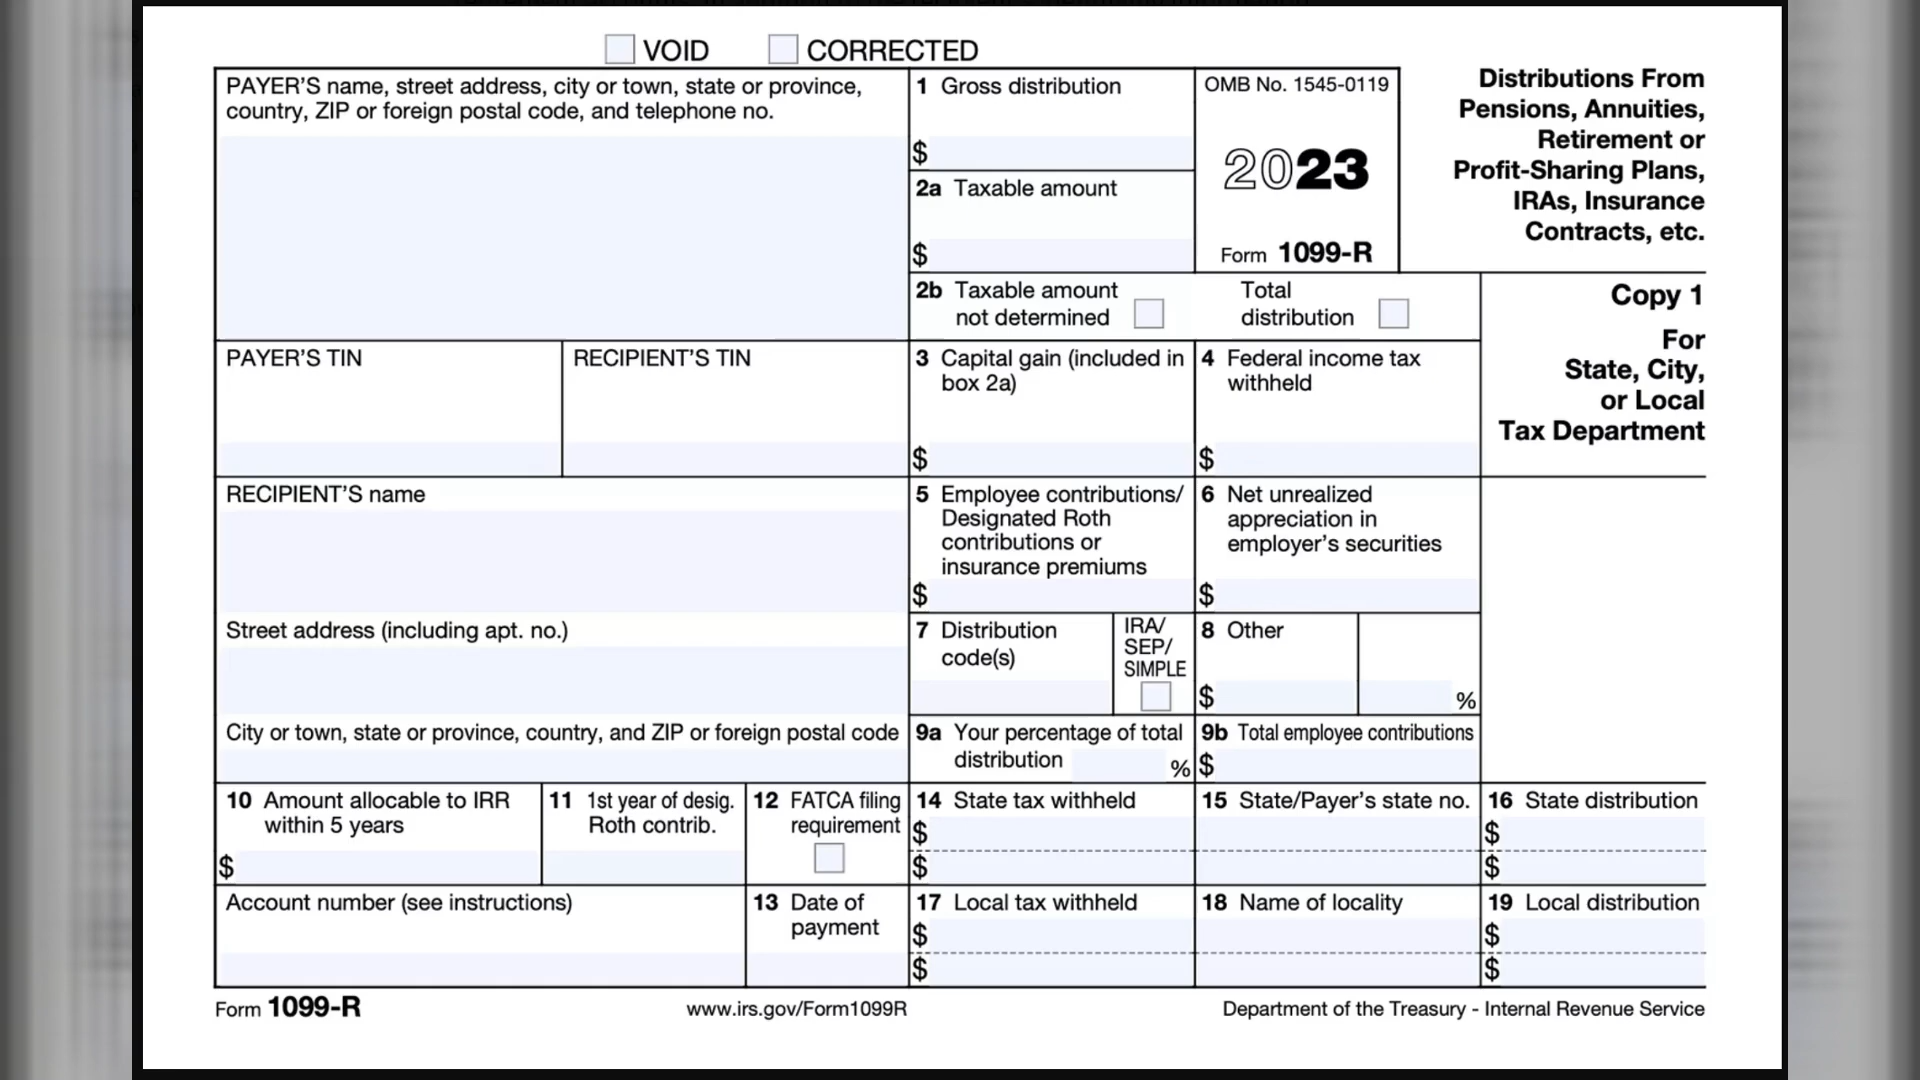 VOID CORRECTED
PAYER'S name, street address, city or town, state or province,
country, ZIP or foreign postal code, and telephone no.
1 Gross distribution
$
2a Taxable amount
$
OMB No. 1545-0119
2023
Form 1099-R
Distributions From
Pensions, Annuities,
Retirement or
Profit-Sharing Plans,
IRAs, Insurance
Contracts, etc.
2b Taxable amount
not determined
Total
distribution
Copy 1
For
State, City,
or Local
Tax Department
PAYER'S TIN
RECIPIENT'S TIN
3 Capital gain (included in
box 2a)
$
4 Federal income tax
withheld
$
RECIPIENT'S name
5 Employee contributions/
Designated Roth
contributions or
insurance premiums
$
6 Net unrealized
appreciation in
employer's securities
$
Street address (including apt. no.)
7 Distribution
code(s)
IRA/
SEP/
SIMPLE
8 Other
$
%
City or town, state or province, country, and ZIP or foreign postal code
9a Your percentage of total
distribution %
9b Total employee contributions
$
10 Amount allocable to IRR
within 5 years
$
11 1st year of desig.
Roth contrib.
12 FATCA filing
requirement
14 State tax withheld
$
$
15 State/Payer's state no.
16 State distribution
$
$
Account number (see instructions)
13 Date of
payment
17 Local tax withheld
$
$
18 Name of locality
19 Local distribution
$
$
Form 1099-R
www.irs.gov/Form1099R
Department of the Treasury - Internal Revenue Service